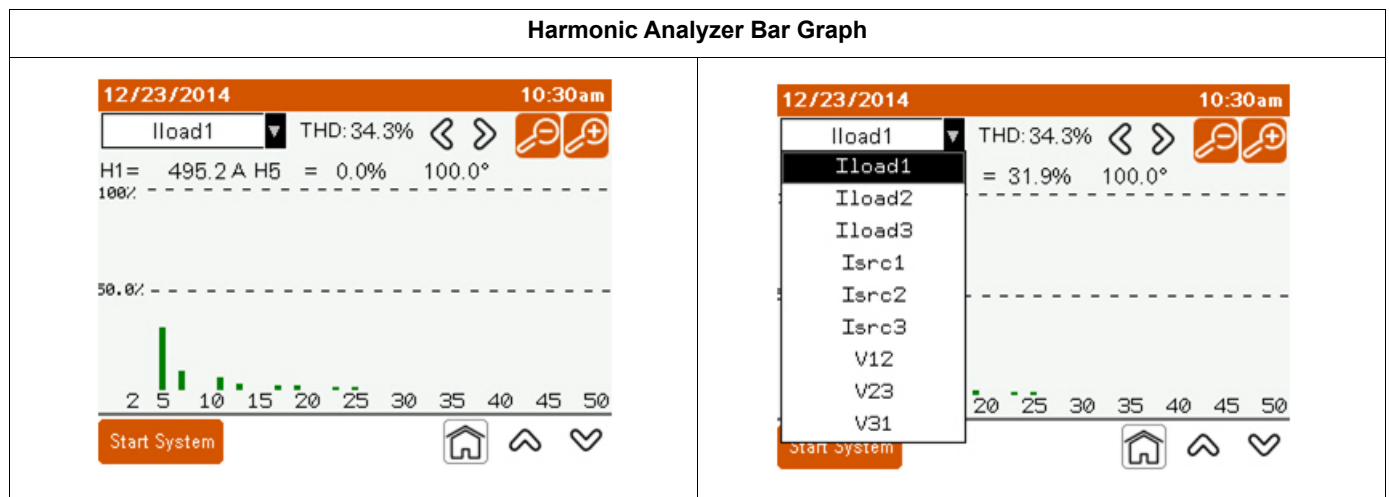 Harmonic Analyzer Bar Graph
12/23/2014 10:30am
Iload1 THD: 34.3%
H1= 495.2 A H5 = 0.0% 100.0°
100%
50.0%
2 5 10 15 20 25 30 35 40 45 50
Start System
12/23/2014 10:30am
Iload1 THD: 34.3%
Iload1 = 31.9% 100.0°
Iload2
Iload3
Isrc1
Isrc2
Isrc3
V12
V23
20 25 30 35 40 45 50
V31
Start System